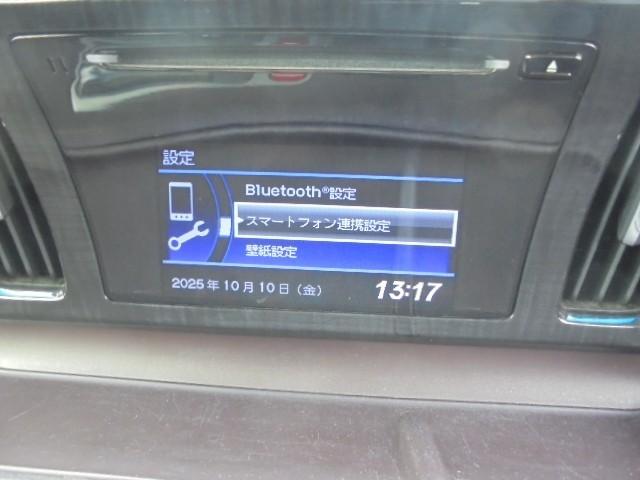 設定
Bluetooth®設定
スマートフォン連携設定
壁紙設定
2025年10月10日（金） 13:17